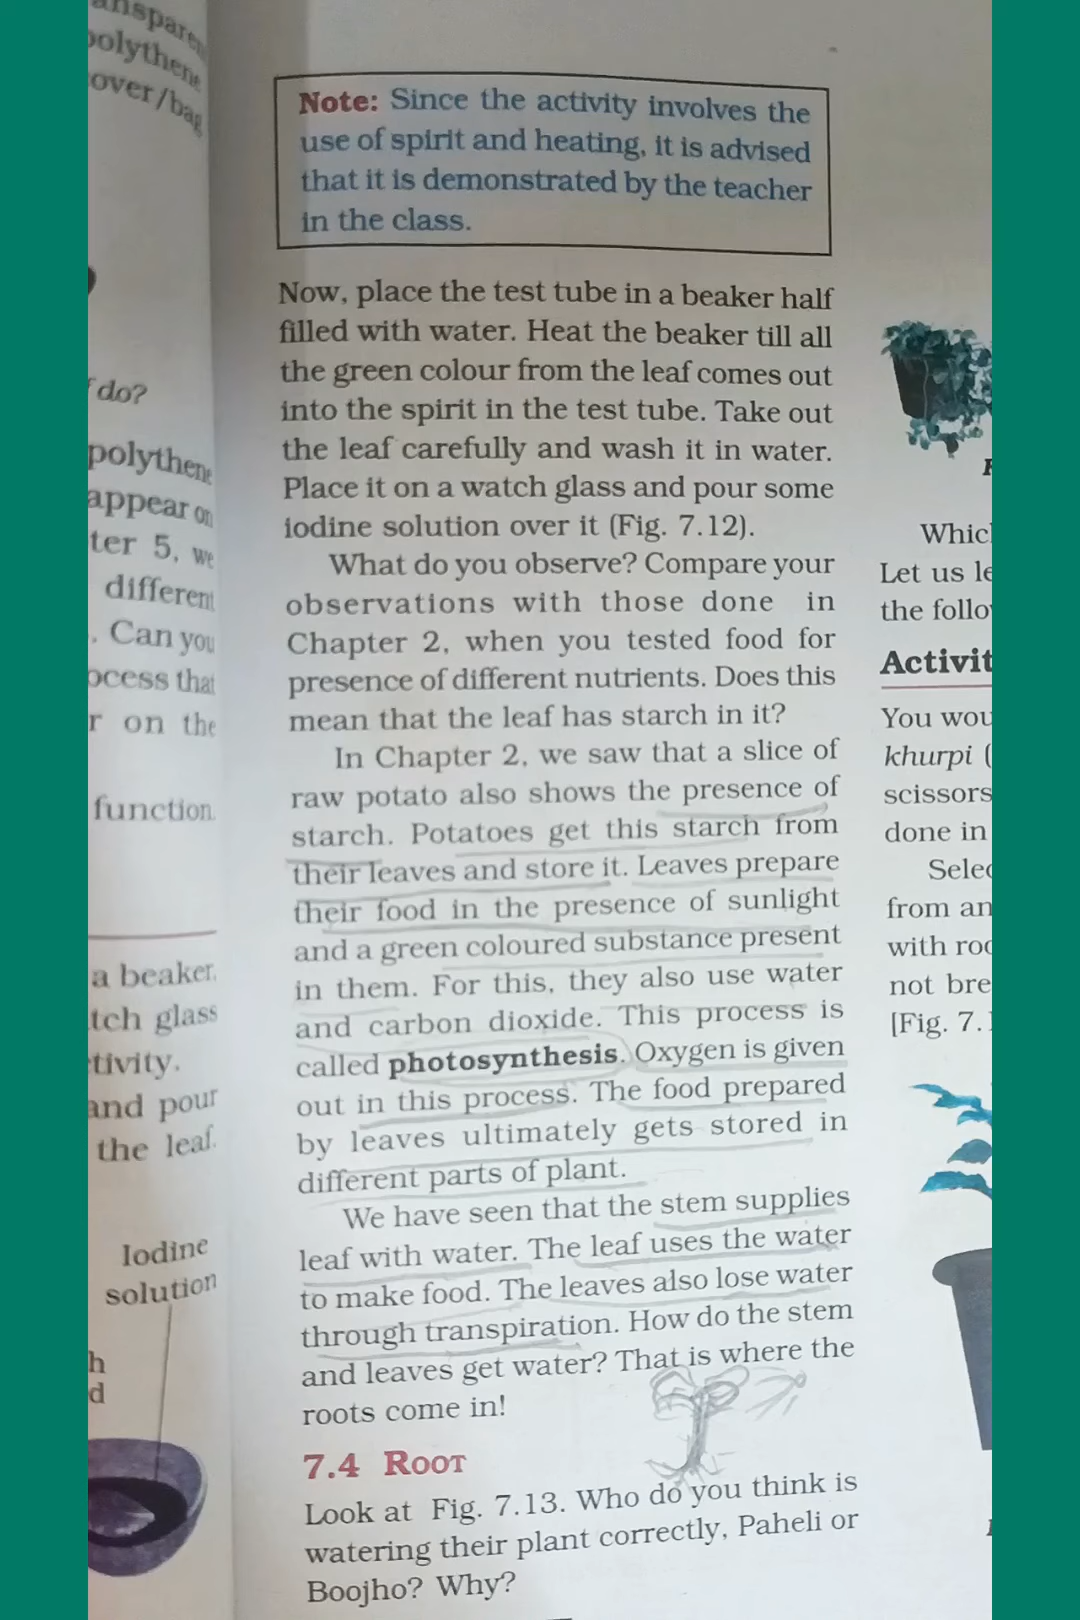 polythene
over/bag
do?
polythene
appear on
ter 5, we
different
. Can you
ocess that
r on the
function.
a beaker,
tch glass
tivity.
and pour
the leaf.
Iodine
solution
h
d
Note: Since the activity involves the
use of spirit and heating, it is advised
that it is demonstrated by the teacher
in the class.
Now, place the test tube in a beaker half
filled with water. Heat the beaker till all
the green colour from the leaf comes out
into the spirit in the test tube. Take out
the leaf carefully and wash it in water.
Place it on a watch glass and pour some
iodine solution over it (Fig. 7.12).
What do you observe? Compare your
observations with those done in
Chapter 2, when you tested food for
presence of different nutrients. Does this
mean that the leaf has starch in it?
In Chapter 2, we saw that a slice of
raw potato also shows the presence of
starch. Potatoes get this starch from
their leaves and store it. Leaves prepare
their food in the presence of sunlight
and a green coloured substance present
in them. For this, they also use water
and carbon dioxide. This process is
called photosynthesis. Oxygen is given
out in this process. The food prepared
by leaves ultimately gets stored in
different parts of plant.
We have seen that the stem supplies
leaf with water. The leaf uses the water
to make food. The leaves also lose water
through transpiration. How do the stem
and leaves get water? That is where the
roots come in!
7.4 ROOT
Look at Fig. 7.13. Who do you think is
watering their plant correctly, Paheli or
Boojho? Why?
Whic
Let us le
the follo
Activit
You wou
khurpi (
scissors
done in
Selec
from an
with roo
not bre
[Fig. 7.